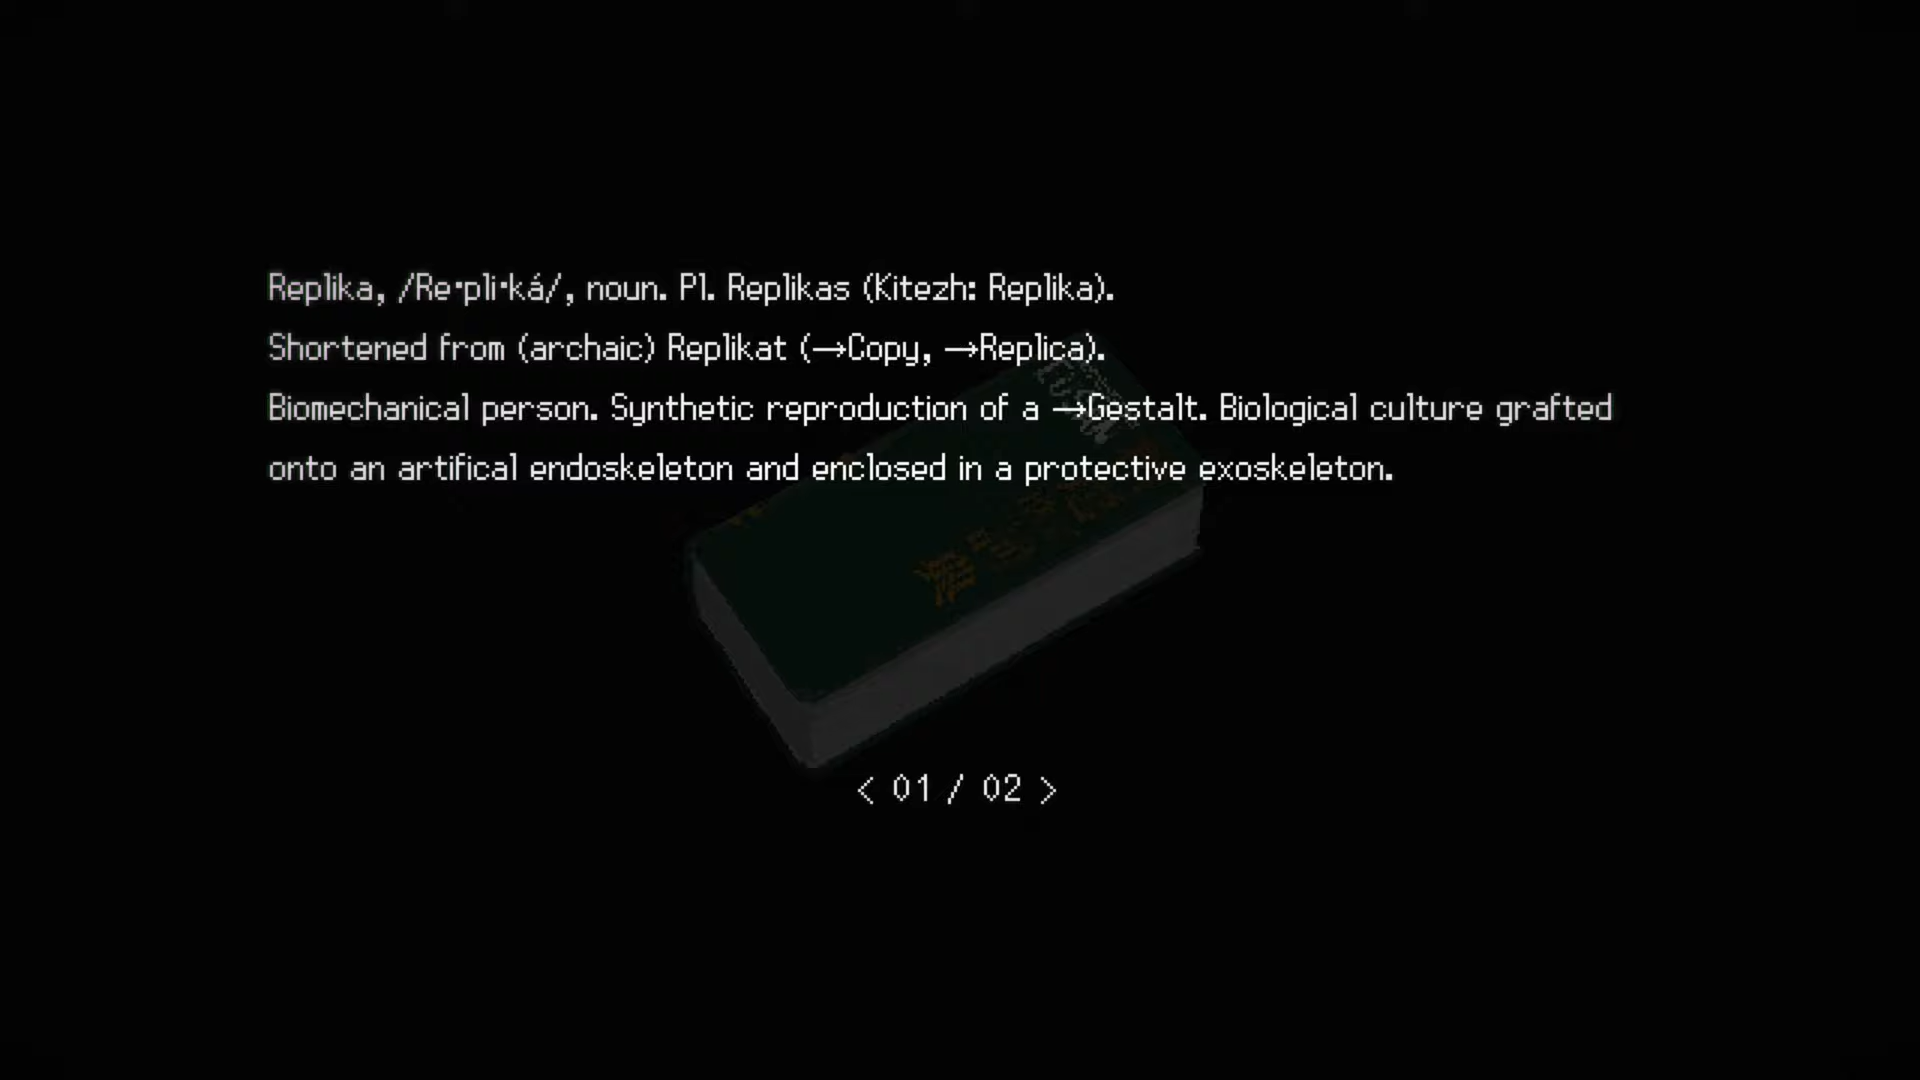 Replika, /Re·pli·ká/, noun. Pl. Replikas (Kitezh: Replika).
Shortened from (archaic) Replikat (→Copy, →Replica).
Biomechanical person. Synthetic reproduction of a →Gestalt. Biological culture grafted
onto an artifical endoskeleton and enclosed in a protective exoskeleton.
< 01 / 02 >